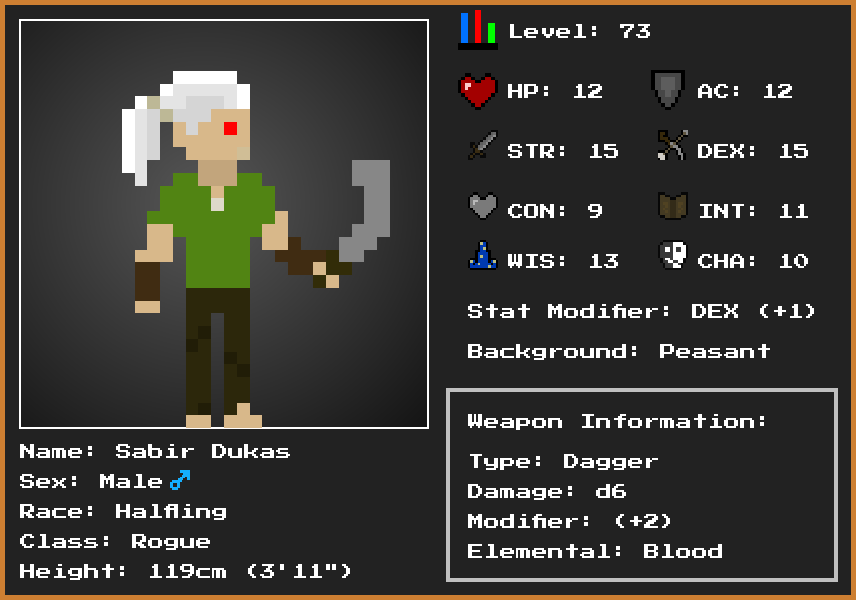 Level: 73
HP: 12
AC: 12
STR: 15
DEX: 15
CON: 9
INT: 11
WIS: 13
CHA: 10
Stat Modifier: DEX (+1)
Background: Peasant
Weapon Information:
Type: Dagger
Damage: d6
Modifier: (+2)
Elemental: Blood
Name: Sabir Dukas
Sex: Male♂
Race: Halfling
Class: Rogue
Height: 119cm (3'11")